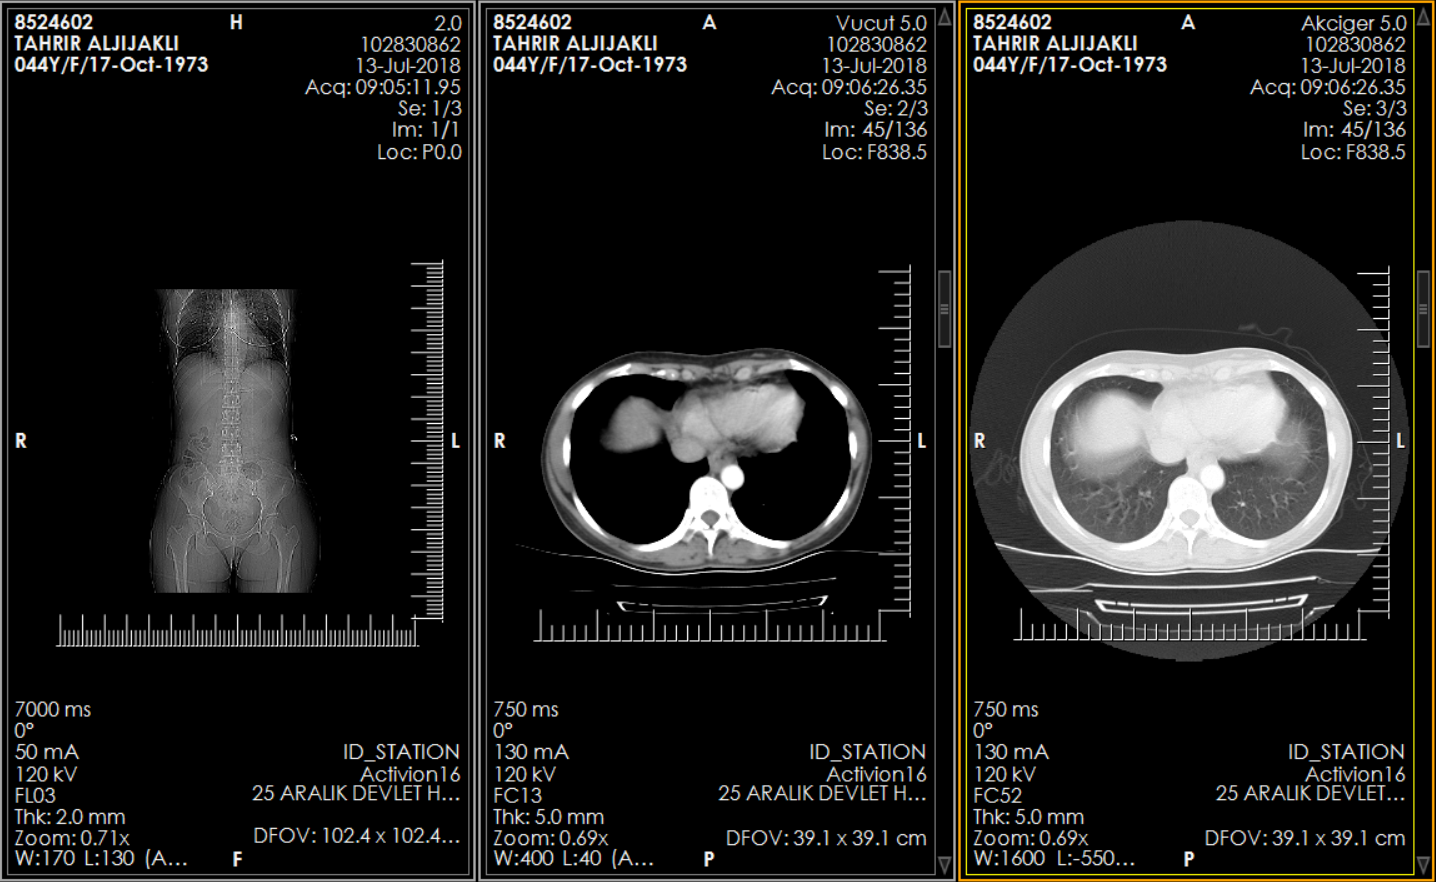 8524602 H 2.0
TAHRIR ALJIJAKLI 102830862
044Y/F/17-Oct-1973 13-Jul-2018
Acq: 09:05:11.95
Se: 1/3
Im: 1/1
Loc: P0.0
R L
7000 ms
0°
50 mA ID_STATION
120 kV Activion16
FL03 25 ARALIK DEVLET H...
Thk: 2.0 mm
Zoom: 0.71x DFOV: 102.4 x 102.4...
W:170 L:130 (A... F
8524602 A Vucut 5.0
TAHRIR ALJIJAKLI 102830862
044Y/F/17-Oct-1973 13-Jul-2018
Acq: 09:06:26.35
Se: 2/3
Im: 45/136
Loc: F838.5
R L
750 ms
0°
130 mA ID_STATION
120 kV Activion16
FC13 25 ARALIK DEVLET H...
Thk: 5.0 mm
Zoom: 0.69x DFOV: 39.1 x 39.1 cm
W:400 L:40 (A... P
8524602 A Akciger 5.0
TAHRIR ALJIJAKLI 102830862
044Y/F/17-Oct-1973 13-Jul-2018
Acq: 09:06:26.35
Se: 3/3
Im: 45/136
Loc: F838.5
R L
750 ms
0°
130 mA ID_STATION
120 kV Activion16
FC52 25 ARALIK DEVLET...
Thk: 5.0 mm
Zoom: 0.69x DFOV: 39.1 x 39.1 cm
W:1600 L:-550... P